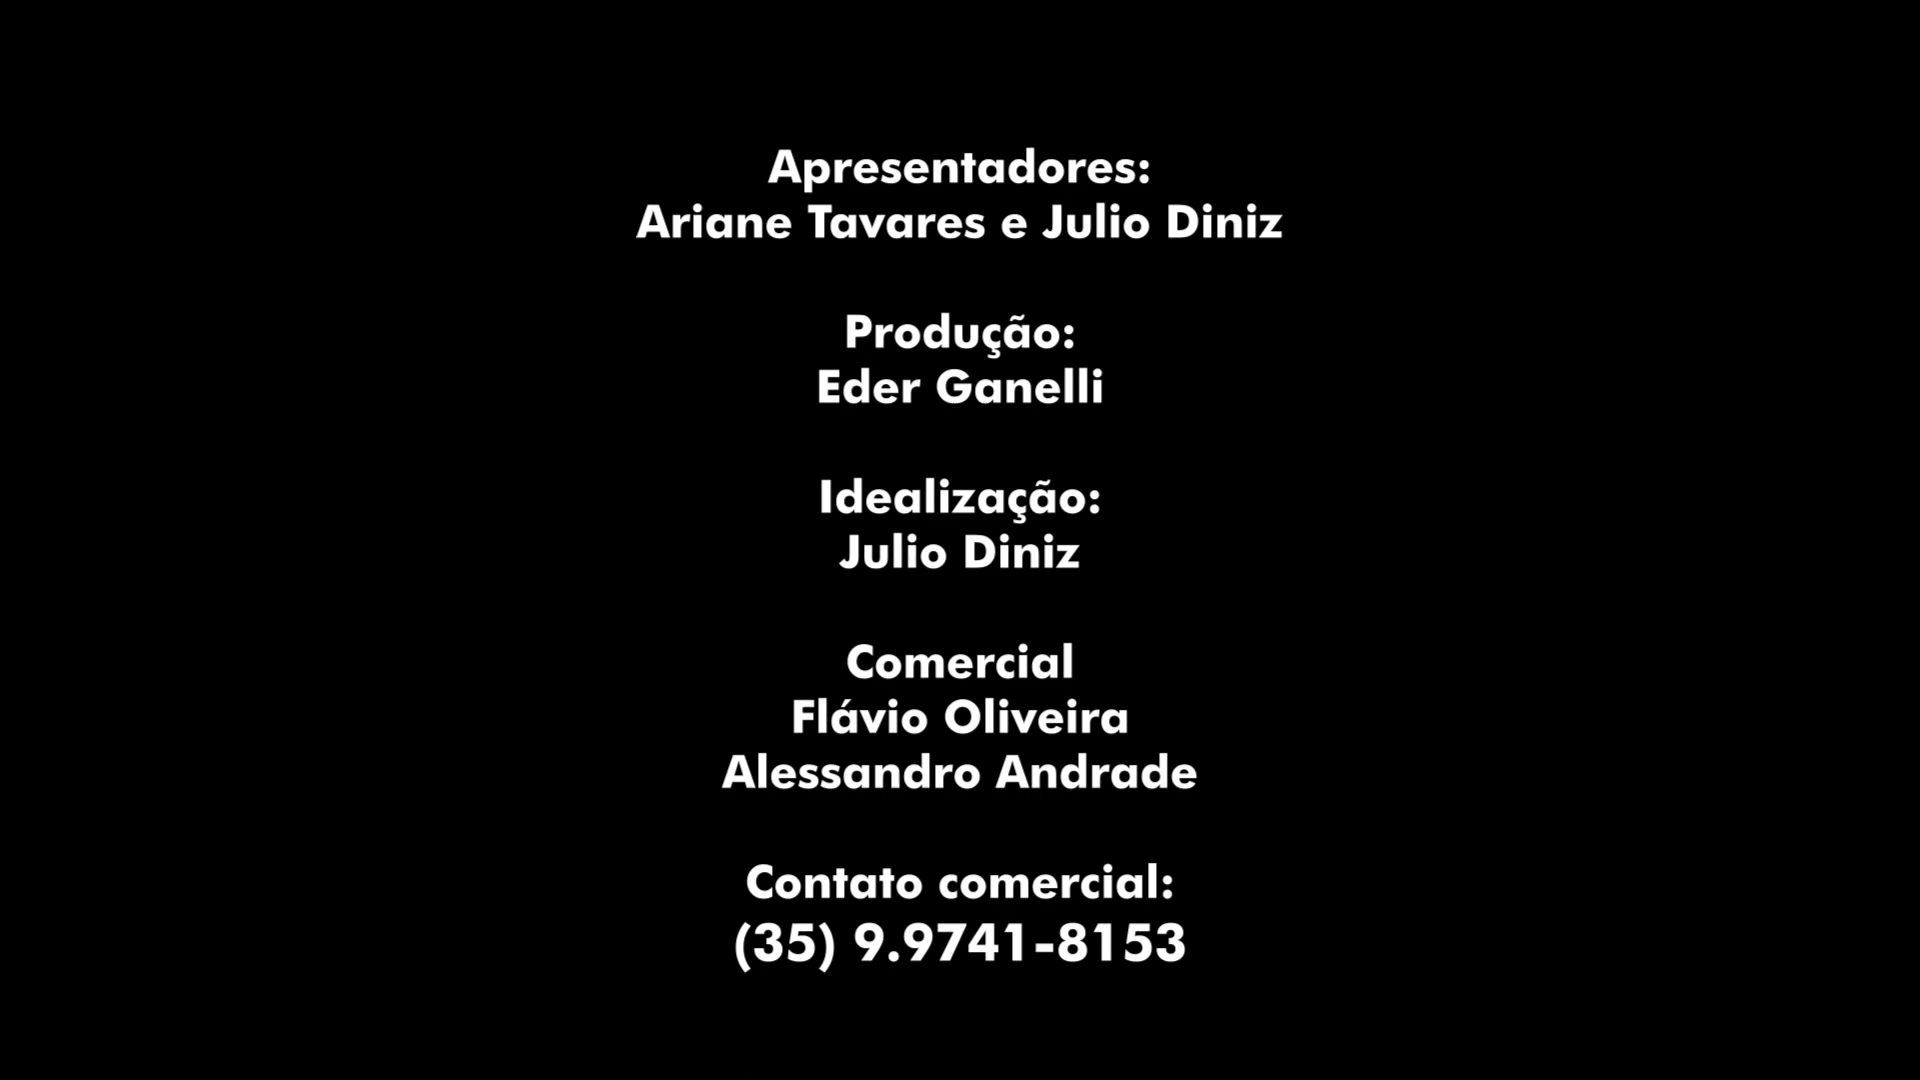 Apresentadores:
Ariane Tavares e Julio Diniz
Produção:
Eder Ganelli
Idealização:
Julio Diniz
Comercial
Flávio Oliveira
Alessandro Andrade
Contato comercial:
(35) 9.9741-8153